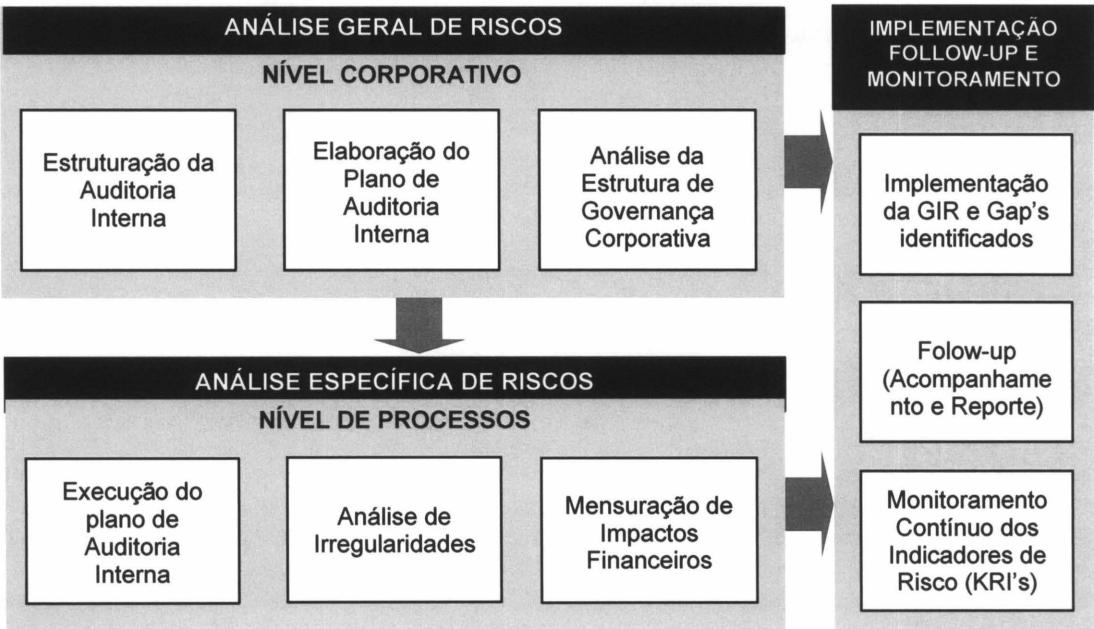 ANÁLISE GERAL DE RISCOS
NÍVEL CORPORATIVO
Estruturação da
Auditoria
Interna
Elaboração do
Plano de
Auditoria
Interna
Análise da
Estrutura de
Governança
Corporativa
ANÁLISE ESPECÍFICA DE RISCOS
NÍVEL DE PROCESSOS
Execução do
plano de
Auditoria
Interna
Análise de
Irregularidades
Mensuração de
Impactos
Financeiros
IMPLEMENTAÇÃO
FOLLOW-UP E
MONITORAMENTO
Implementação
da GIR e Gap's
identificados
Folow-up
(Acompanhame
nto e Reporte)
Monitoramento
Contínuo dos
Indicadores de
Risco (KRI's)